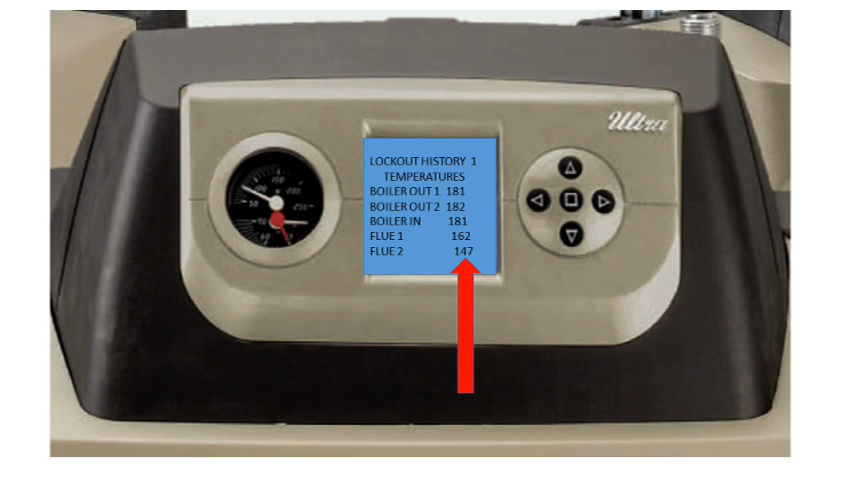 Ultra
LOCKOUT HISTORY 1
TEMPERATURES
BOILER OUT 1 181
BOILER OUT 2 182
BOILER IN 181
FLUE 1 162
FLUE 2 147